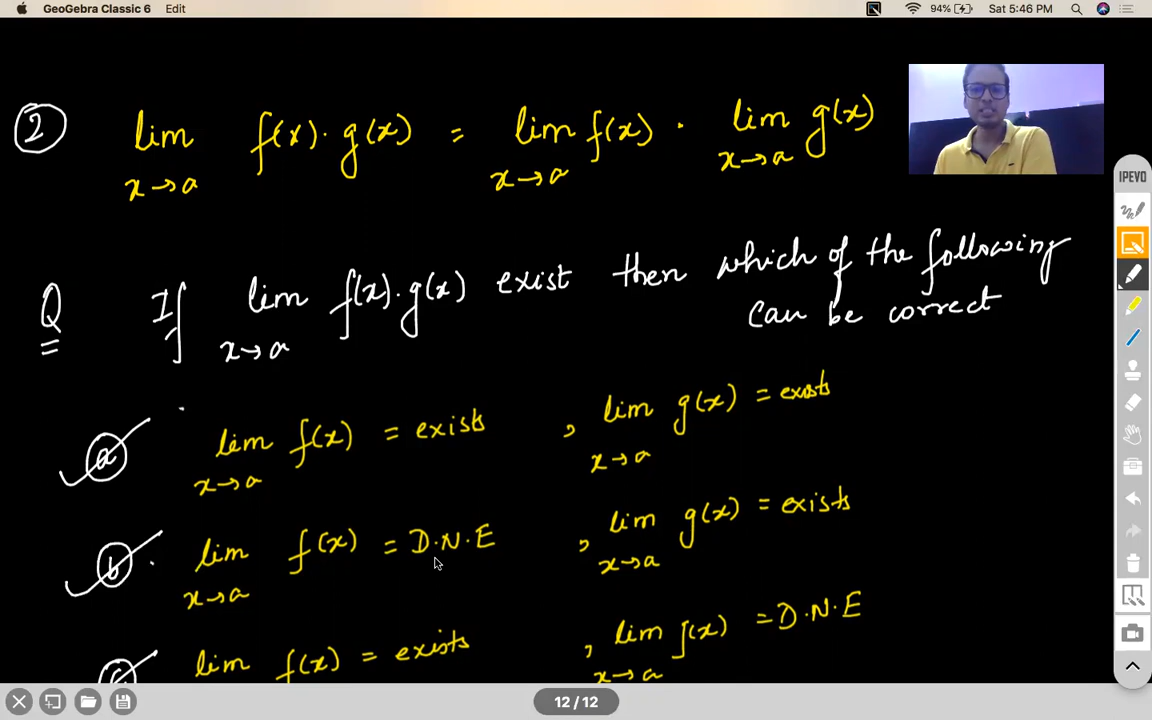 GeoGebra Classic 6 Edit 94% Sat 5:46 PM
② lim x→a f(x)·g(x) = lim x→a f(x) · lim x→a g(x)
IPEVO
Q If lim x→a f(x)·g(x) exist then which of the following
can be correct
ⓐ lim x→a f(x) = exists , lim x→a g(x) = exists
ⓑ lim x→a f(x) = D.N.E , lim x→a g(x) = exists
ⓒ lim f(x) = exists , lim x→a g(x) = D.N.E
12 / 12